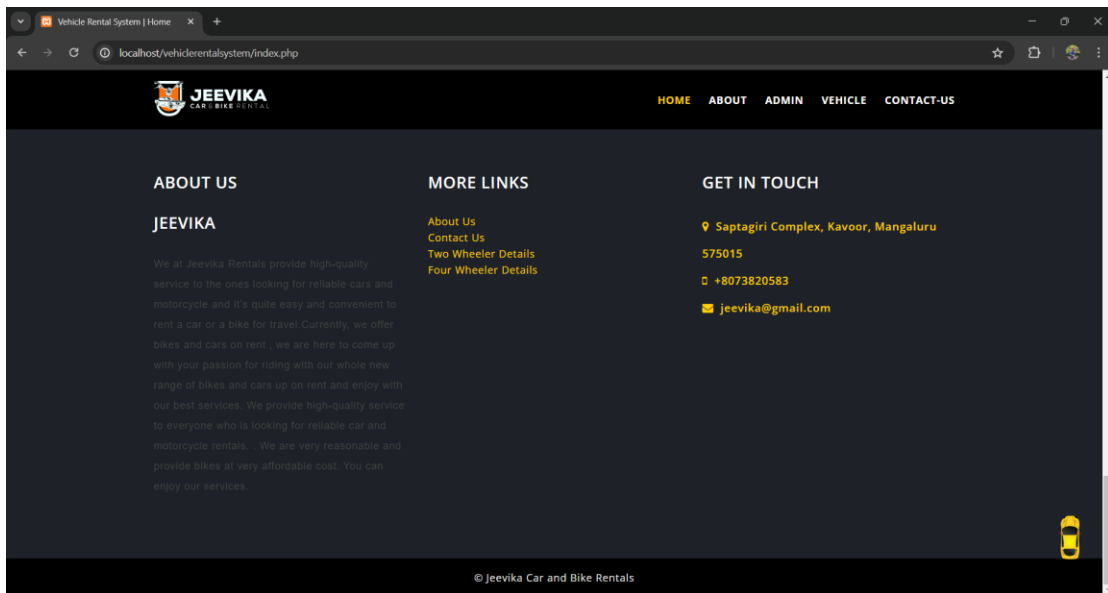 Vehicle Rental System | Home
localhost/vehiclerentalsystem/index.php
JEEVIKA
CAR & BIKE RENTAL
HOME ABOUT ADMIN VEHICLE CONTACT-US
ABOUT US
JEEVIKA
We at Jeevika Rentals provide high-quality
service to the ones looking for reliable cars and
motorcycle and it's quite easy and convenient to
rent a car or a bike for travel.Currently, we offer
bikes and cars on rent , we are here to come up
with your passion for riding with our whole new
range of bikes and cars up on rent and enjoy with
our best services. We provide high-quality service
to everyone who is looking for reliable car and
motorcycle rentals. . We are very reasonable and
provide bikes at very affordable cost. You can
enjoy our services.
MORE LINKS
About Us
Contact Us
Two Wheeler Details
Four Wheeler Details
GET IN TOUCH
Saptagiri Complex, Kavoor, Mangaluru
575015
+8073820583
jeevika@gmail.com
© Jeevika Car and Bike Rentals